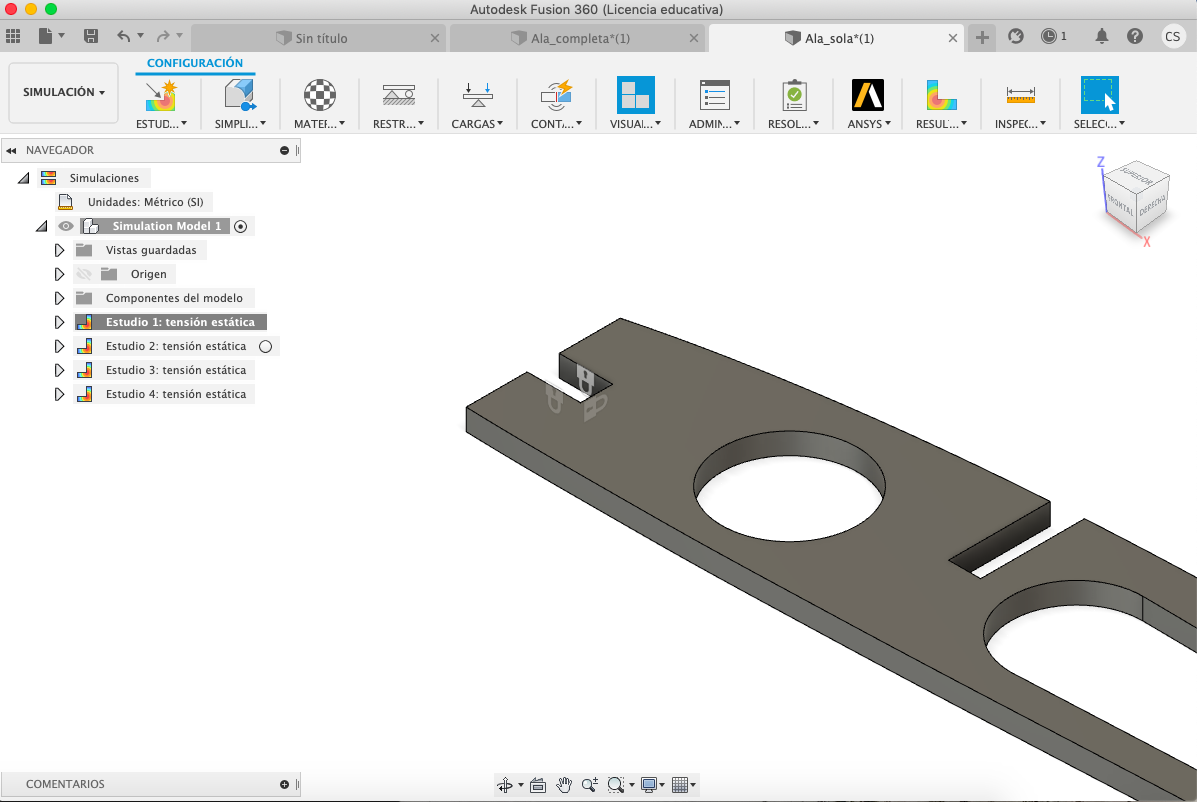 Autodesk Fusion 360 (Licencia educativa)
Sin título
Ala_completa*(1)
Ala_sola*(1)
1
CS
SIMULACIÓN
CONFIGURACIÓN
ESTUD...
SIMPLI...
MATER...
RESTR...
CARGAS
CONT...
VISUAL...
ADMIN...
RESOL...
ANSYS
RESUL...
INSPEC...
SELEC...
NAVEGADOR
Simulaciones
Unidades: Métrico (SI)
Simulation Model 1
Vistas guardadas
Origen
Componentes del modelo
Estudio 1: tensión estática
Estudio 2: tensión estática
Estudio 3: tensión estática
Estudio 4: tensión estática
Z
SUPERIOR
FRONTAL
DERECHA
X
COMENTARIOS